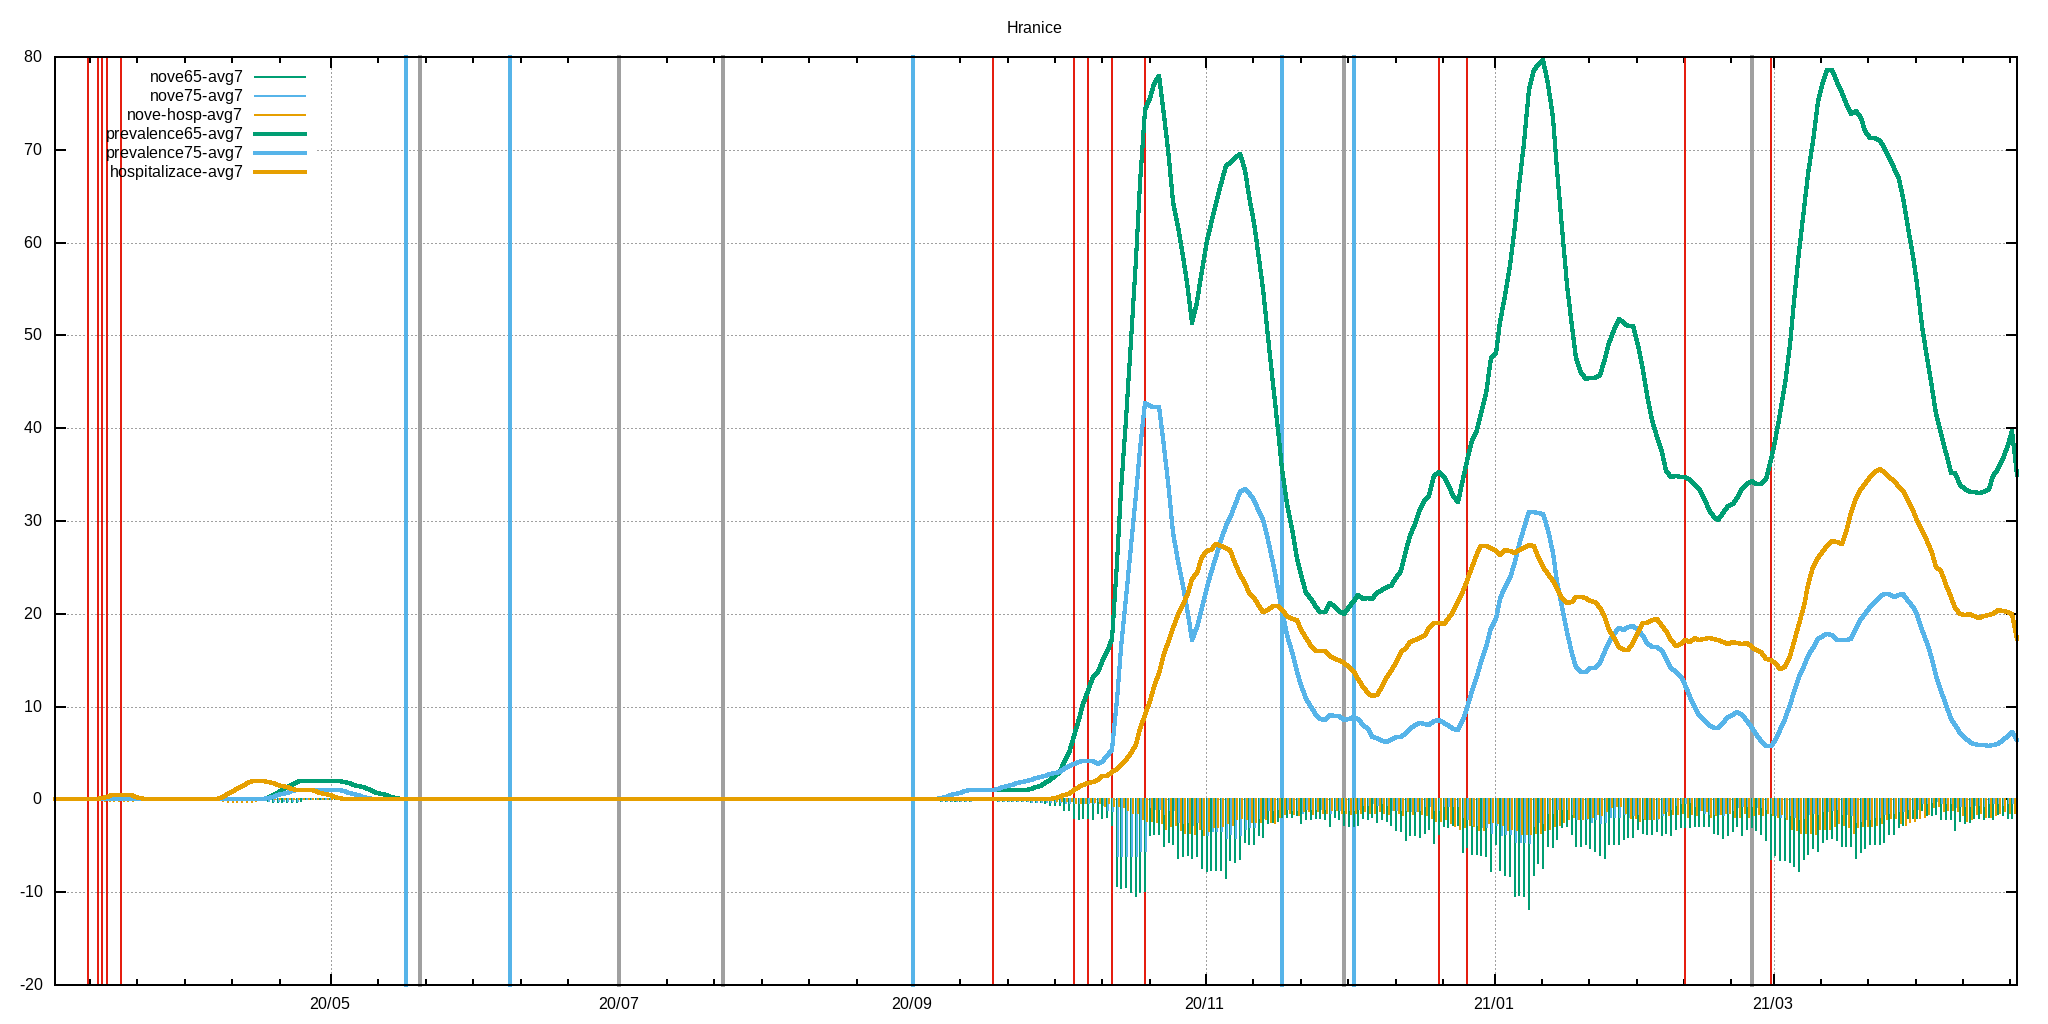 Hranice
80
70
60
50
40
30
20
10
0
-10
-20
nove65-avg7
nove75-avg7
nove-hosp-avg7
prevalence65-avg7
prevalence75-avg7
hospitalizace-avg7
20/05 20/07 20/09 20/11 21/01 21/03